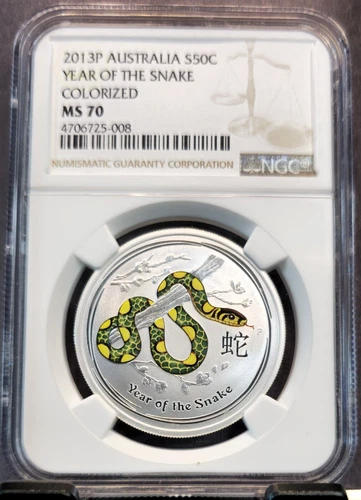 2013P AUSTRALIA S50C
YEAR OF THE SNAKE
COLORIZED
MS 70
4706725-008
NUMISMATIC GUARANTY CORPORATION
NGC
蛇
P
Year of the Snake